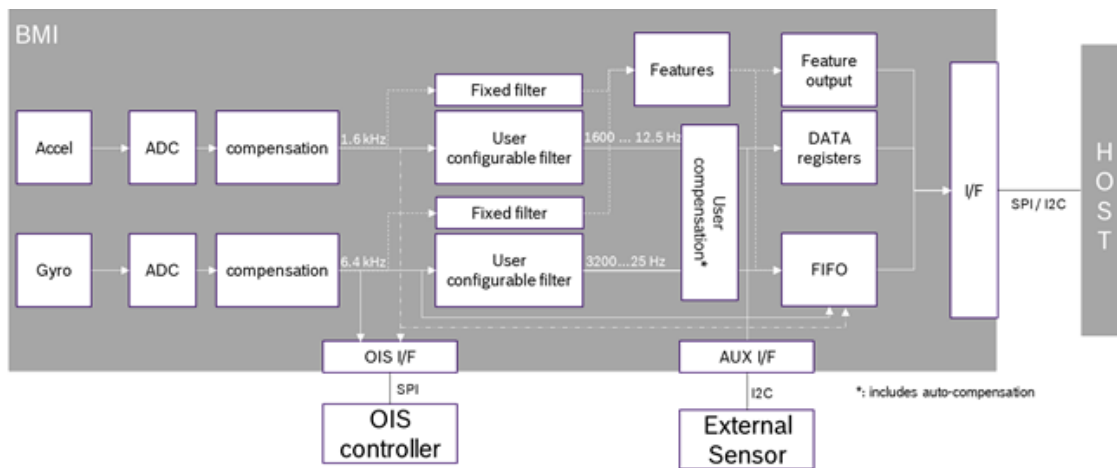 BMI
Accel
ADC
compensation
1.6 kHz
Fixed filter
User
configurable filter
1600 ... 12.5 Hz
Features
Feature
output
DATA
registers
Gyro
ADC
compensation
6.4 kHz
Fixed filter
User
configurable filter
3200...25 Hz
User
compensation*
FIFO
I/F
SPI / I2C
HOST
OIS I/F
SPI
OIS
controller
AUX I/F
I2C
External
Sensor
*: includes auto-compensation